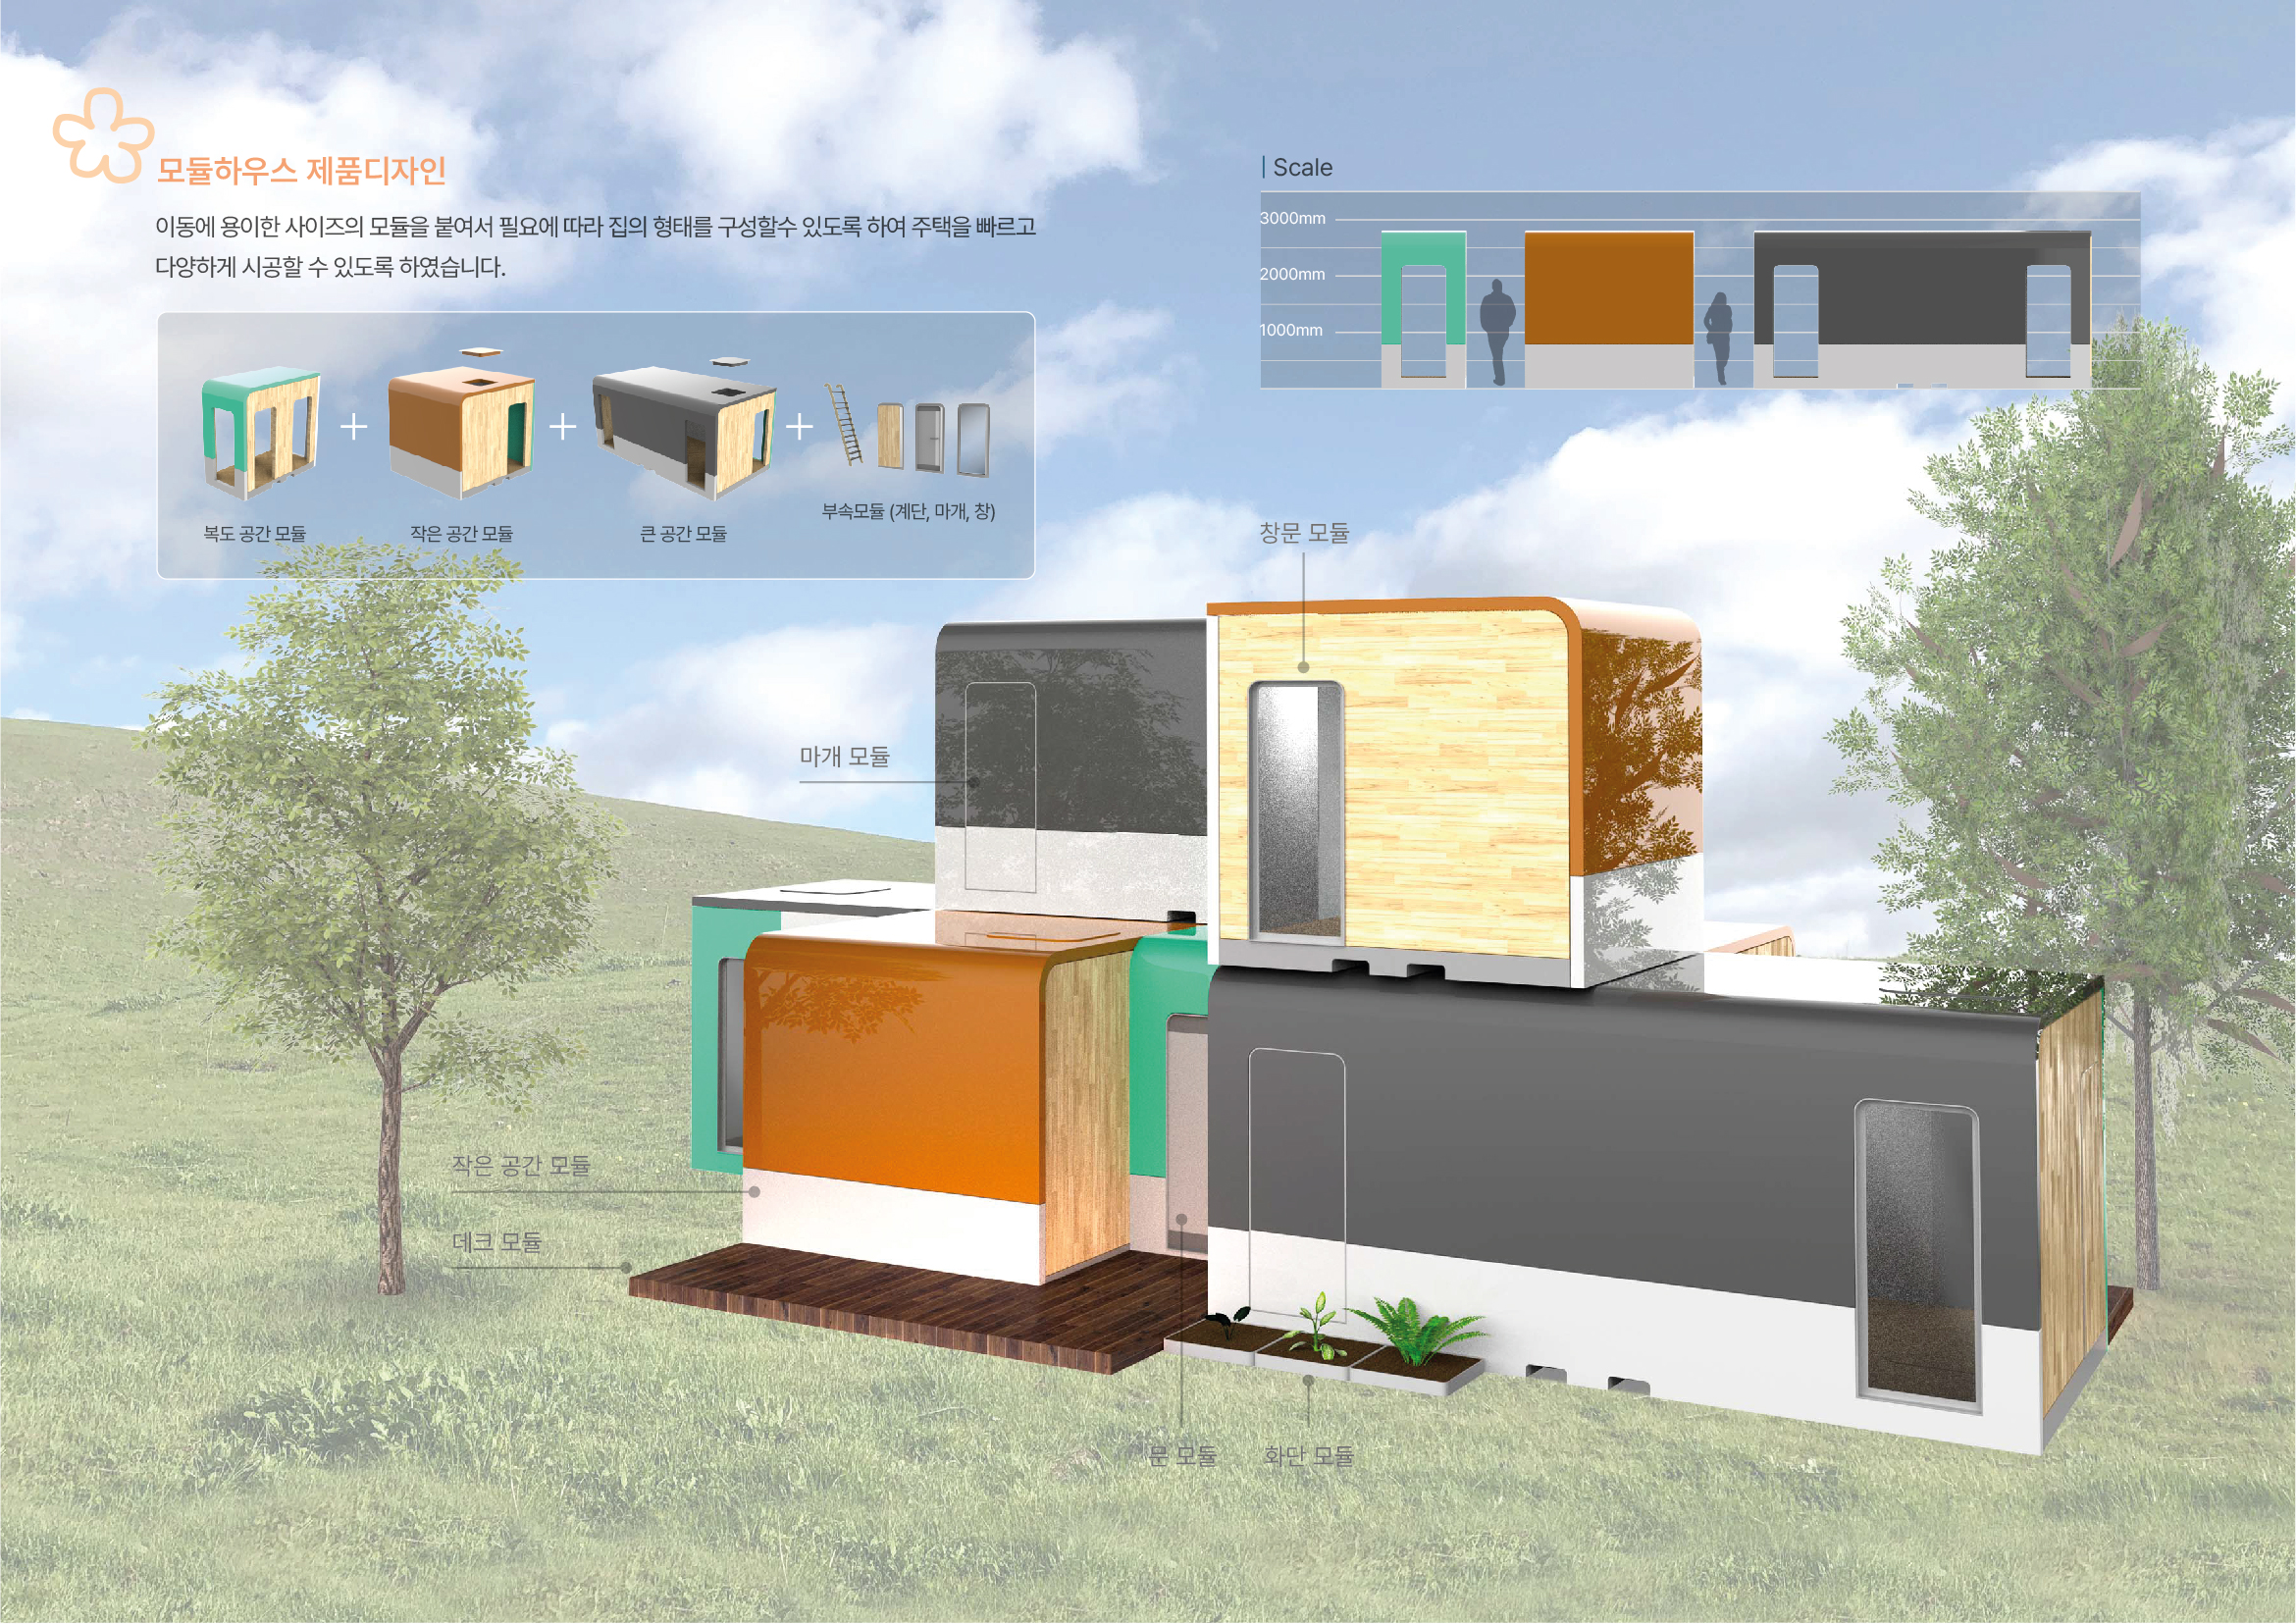 모듈하우스 제품디자인
이동에 용이한 사이즈의 모듈을 붙여서 필요에 따라 집의 형태를 구성할수 있도록 하여 주택을 빠르고
다양하게 시공할 수 있도록 하였습니다.
복도 공간 모듈
작은 공간 모듈
큰 공간 모듈
부속모듈 (계단, 마개, 창)
Scale
3000mm
2000mm
1000mm
창문 모듈
마개 모듈
작은 공간 모듈
데크 모듈
문 모듈
화단 모듈